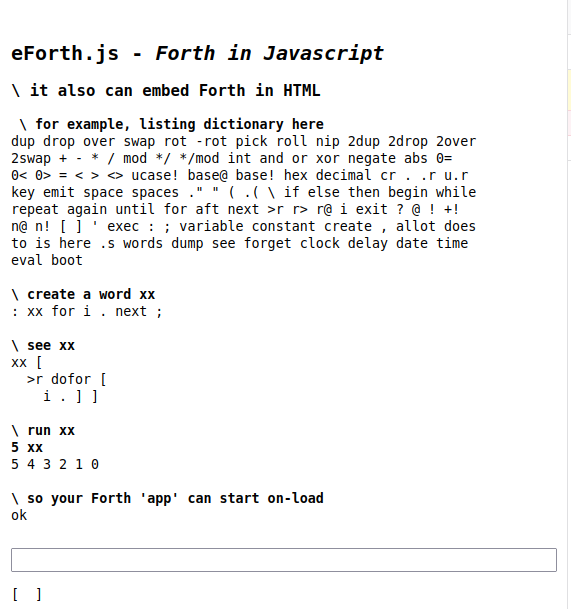 eForth.js - Forth in Javascript
\ it also can embed Forth in HTML
\ for example, listing dictionary here
dup drop over swap rot -rot pick roll nip 2dup 2drop 2over
2swap + - * / mod */ */mod int and or xor negate abs 0=
0< 0> = < > <> ucase! base@ base! hex decimal cr . .r u.r
key emit space spaces ." " ( .( \ if else then begin while
repeat again until for aft next >r r> r@ i exit ? @ ! +!
n@ n! [ ] ' exec : ; variable constant create , allot does
to is here .s words dump see forget clock delay date time
eval boot
\ create a word xx
: xx for i . next ;
\ see xx
xx [
>r dofor [
i . ] ]
\ run xx
5 xx
5 4 3 2 1 0
\ so your Forth 'app' can start on-load
ok
[ ]